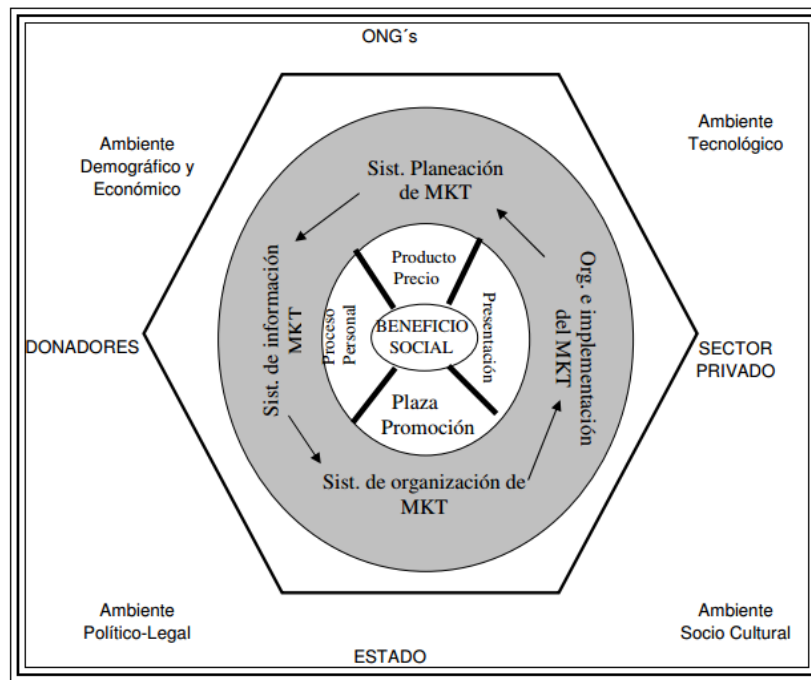 ONG´s
Ambiente
Demográfico y
Económico
Ambiente
Tecnológico
Sist. Planeación
de MKT
Producto
Precio
Sist. de información
MKT
Proceso
Personal
BENEFICIO
SOCIAL
Presentación
Org. e implementación
del MKT
DONADORES
SECTOR
PRIVADO
Plaza
Promoción
Sist. de organización de
MKT
Ambiente
Político-Legal
Ambiente
Socio Cultural
ESTADO